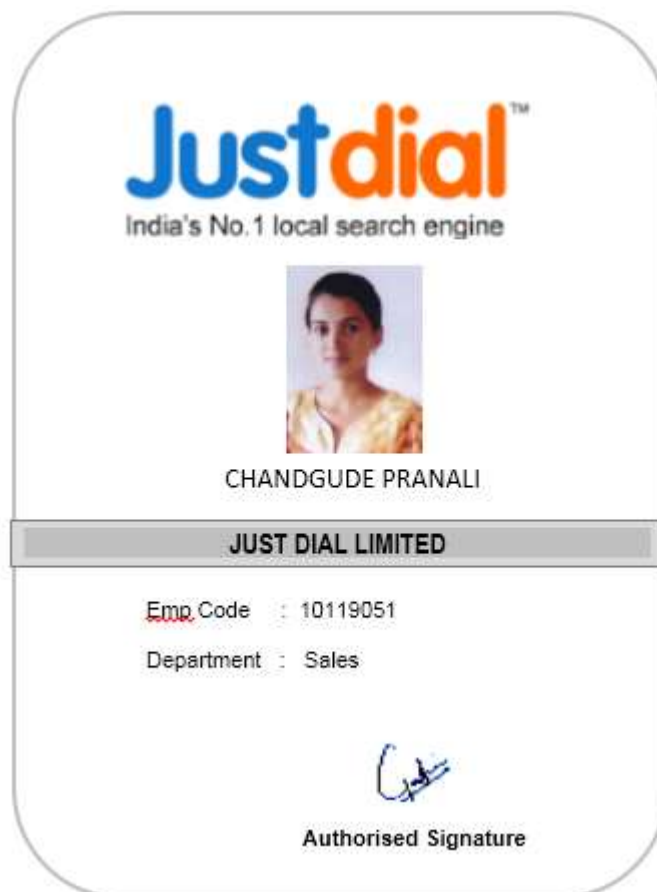 Justdial™
India's No.1 local search engine
CHANDGUDE PRANALI
JUST DIAL LIMITED
Emp Code : 10119051
Department : Sales
Authorised Signature